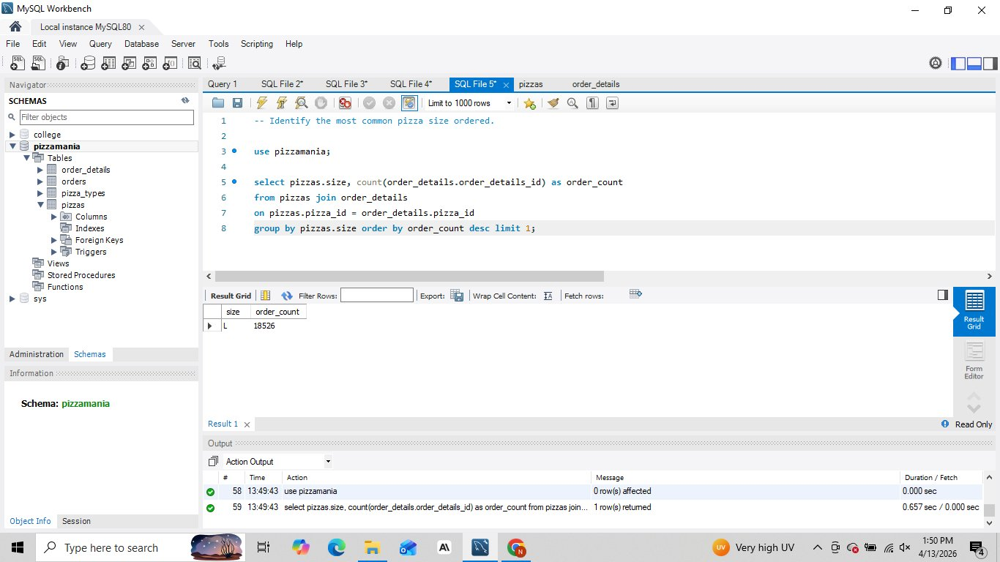 MySQL Workbench
Local instance MySQL80
File Edit View Query Database Server Tools Scripting Help
Navigator
SCHEMAS
Filter objects
college
pizzamania
Tables
order_details
orders
pizza_types
pizzas
Columns
Indexes
Foreign Keys
Triggers
Views
Stored Procedures
Functions
sys
Administration Schemas
Information
Schema: pizzamania
Object Info Session
Query 1 SQL File 2* SQL File 3* SQL File 4* SQL File 5* pizzas order_details
Limit to 1000 rows
1 -- Identify the most common pizza size ordered.
2
3 use pizzamania;
4
5 select pizzas.size, count(order_details.order_details_id) as order_count
6 from pizzas join order_details
7 on pizzas.pizza_id = order_details.pizza_id
8 group by pizzas.size order by order_count desc limit 1;
Result Grid Filter Rows: Export: Wrap Cell Content: Fetch rows:
size order_count
L 18526
Result Grid
Form Editor
Result 1
Read Only
Output
Action Output
# Time Action Message Duration / Fetch
58 13:49:43 use pizzamania 0 row(s) affected 0.000 sec
59 13:49:43 select pizzas.size, count(order_details.order_details_id) as order_count from pizzas join... 1 row(s) returned 0.657 sec / 0.000 sec
Type here to search
UV Very high UV
1:50 PM
4/13/2026
4